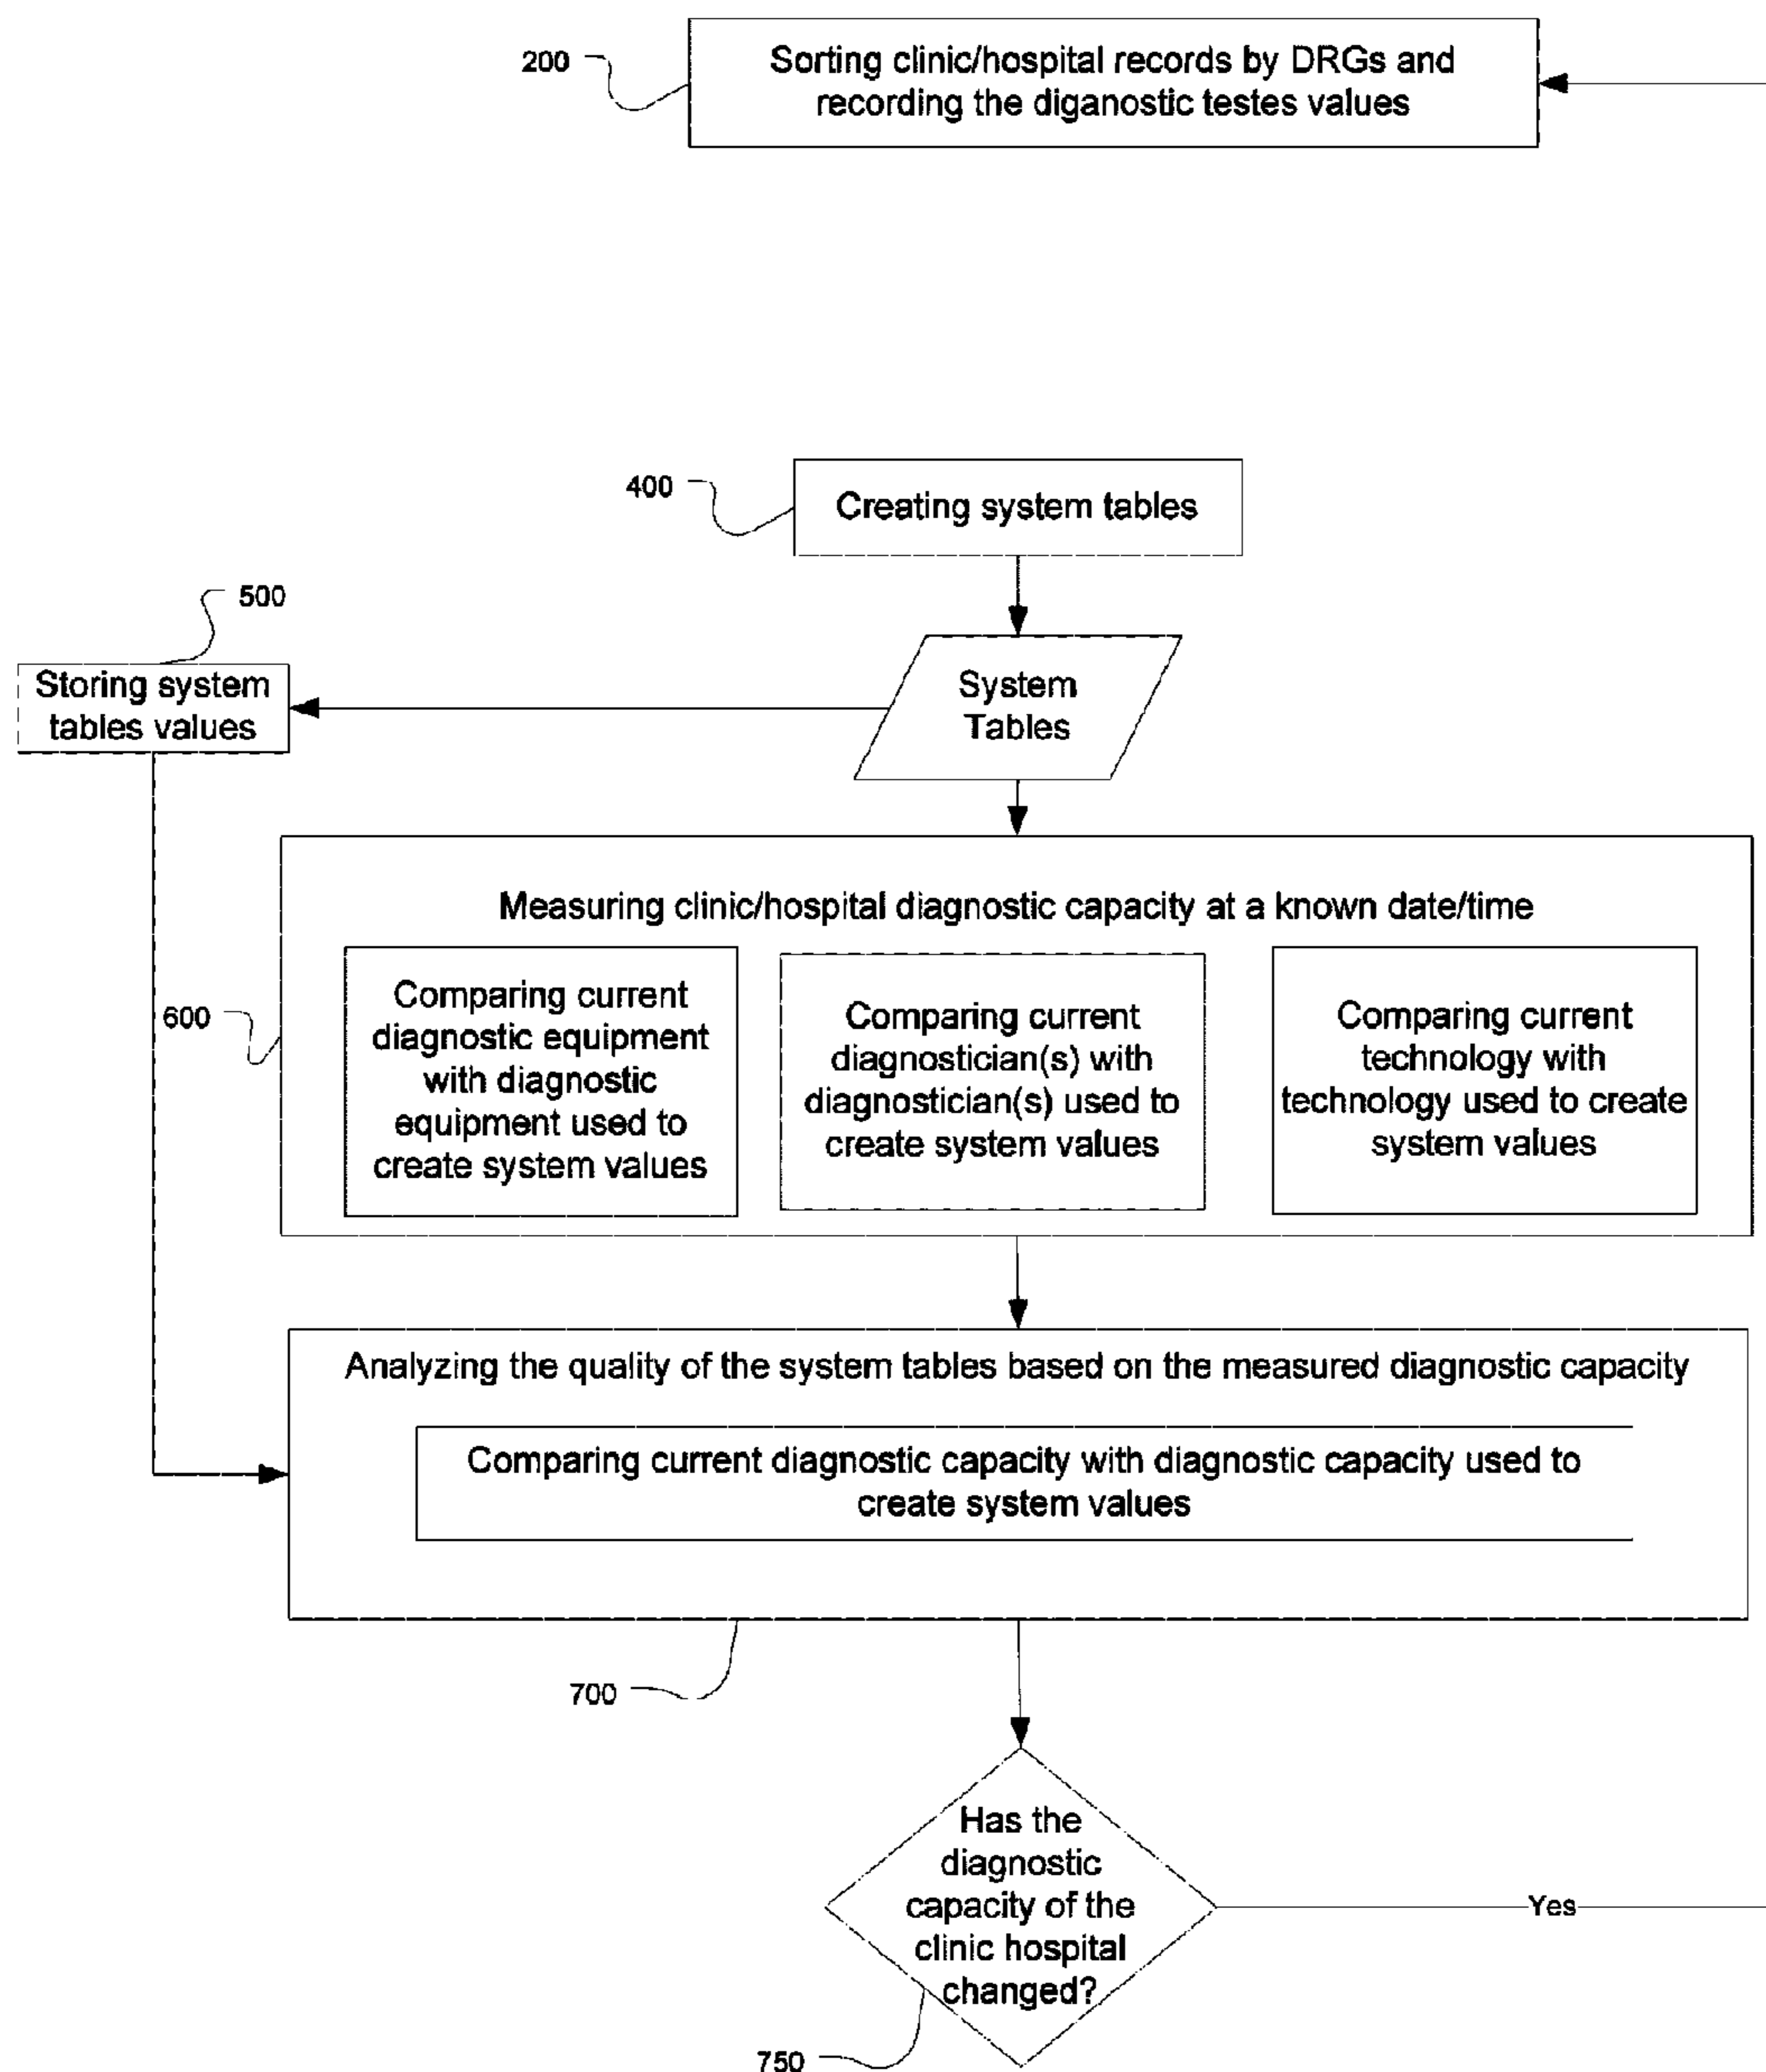 200
Sorting clinic/hospital records by DRGs and
recording the diganostic testes values
400
Creating system tables
500
Storing system
tables values
System
Tables
600
Measuring clinic/hospital diagnostic capacity at a known date/time
Comparing current
diagnostic equipment
with diagnostic
equipment used to
create system values
Comparing current
diagnostician(s) with
diagnostician(s) used to
create system values
Comparing current
technology with
technology used to create
system values
Analyzing the quality of the system tables based on the measured diagnostic capacity
Comparing current diagnostic capacity with diagnostic capacity used to
create system values
700
Has the
diagnostic
capacity of the
clinic hospital
changed?
Yes
750